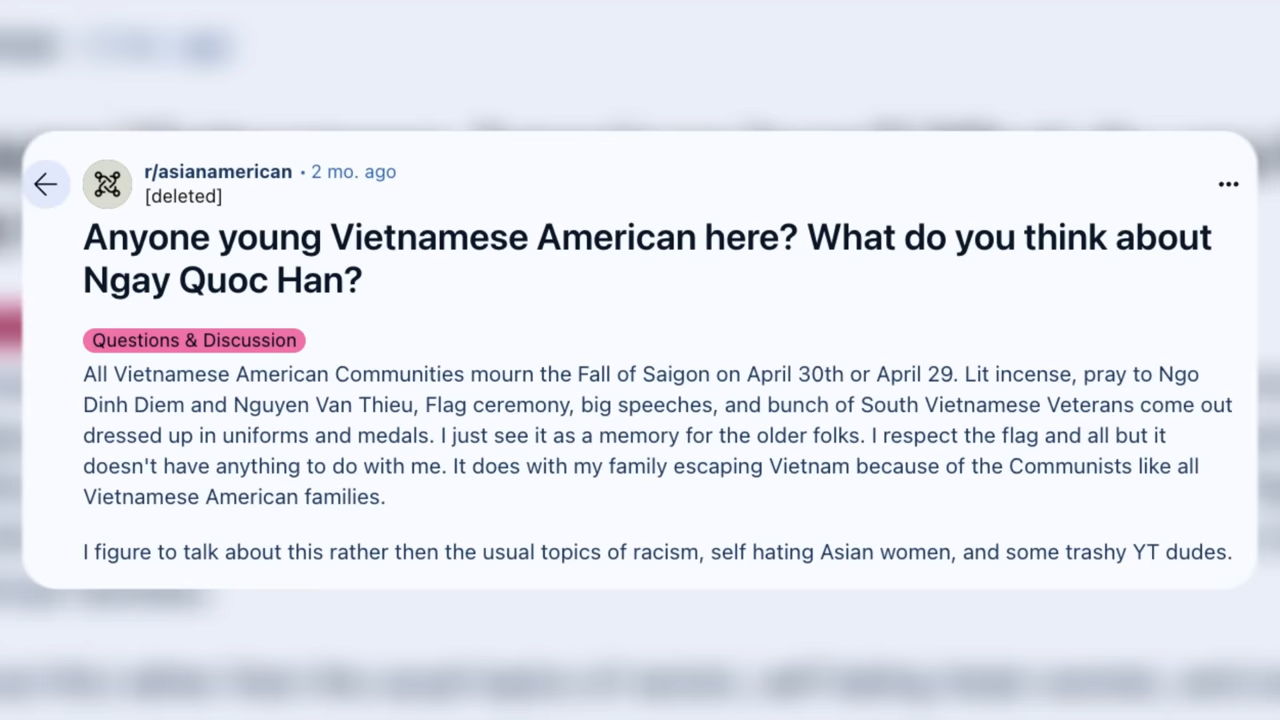 r/asianamerican • 2 mo. ago
[deleted]
Anyone young Vietnamese American here? What do you think about
Ngay Quoc Han?
Questions & Discussion
All Vietnamese American Communities mourn the Fall of Saigon on April 30th or April 29. Lit incense, pray to Ngo
Dinh Diem and Nguyen Van Thieu, Flag ceremony, big speeches, and bunch of South Vietnamese Veterans come out
dressed up in uniforms and medals. I just see it as a memory for the older folks. I respect the flag and all but it
doesn't have anything to do with me. It does with my family escaping Vietnam because of the Communists like all
Vietnamese American families.
I figure to talk about this rather then the usual topics of racism, self hating Asian women, and some trashy YT dudes.